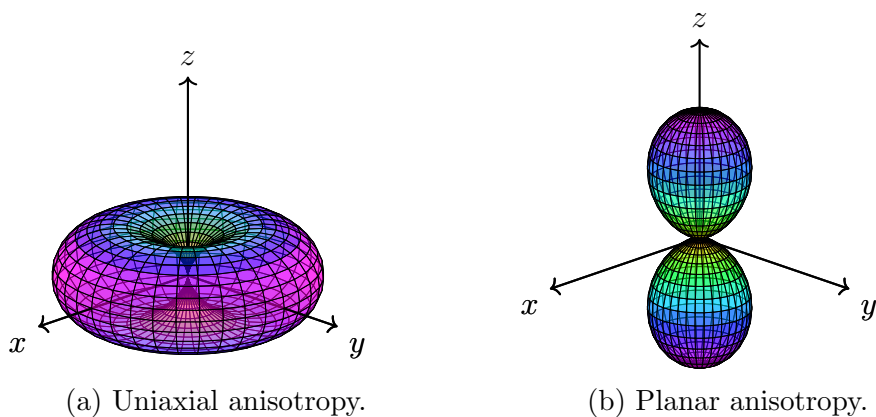 z
x
y
(a) Uniaxial anisotropy.
z
x
y
(b) Planar anisotropy.